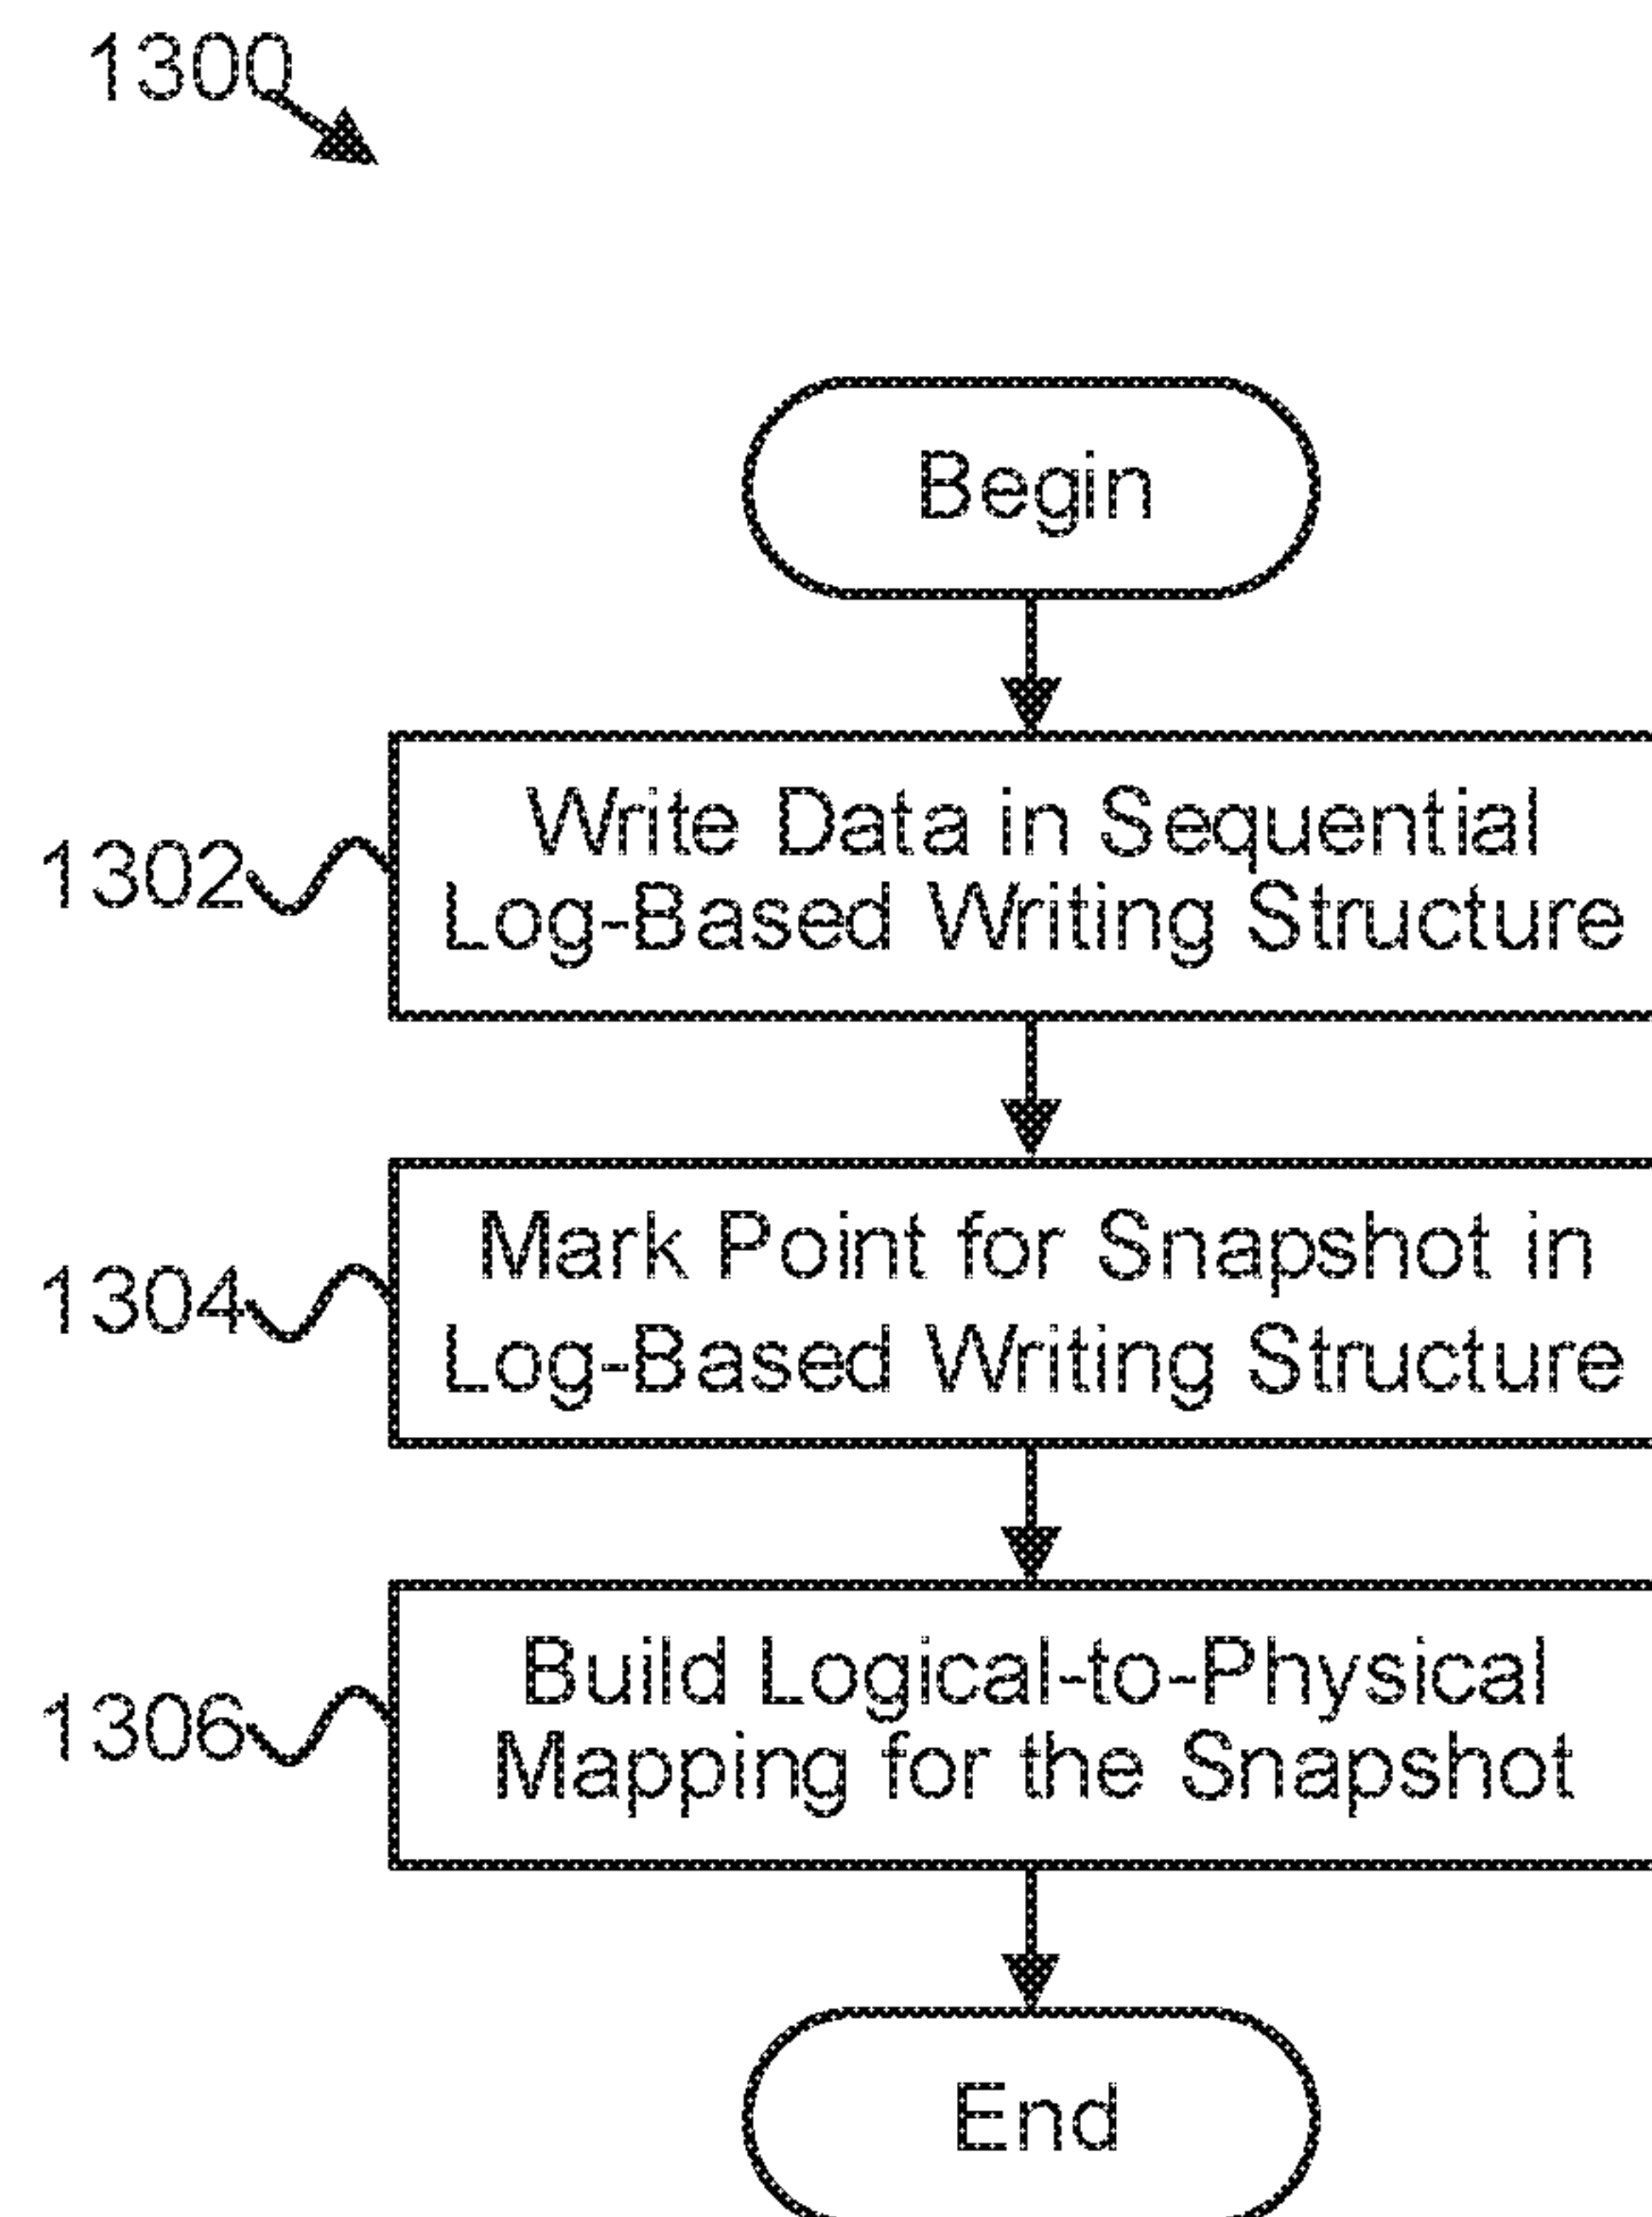 1300
Begin
1302
Write Data in Sequential
Log-Based Writing Structure
1304
Mark Point for Snapshot in
Log-Based Writing Structure
1306
Build Logical-to-Physical
Mapping for the Snapshot
End